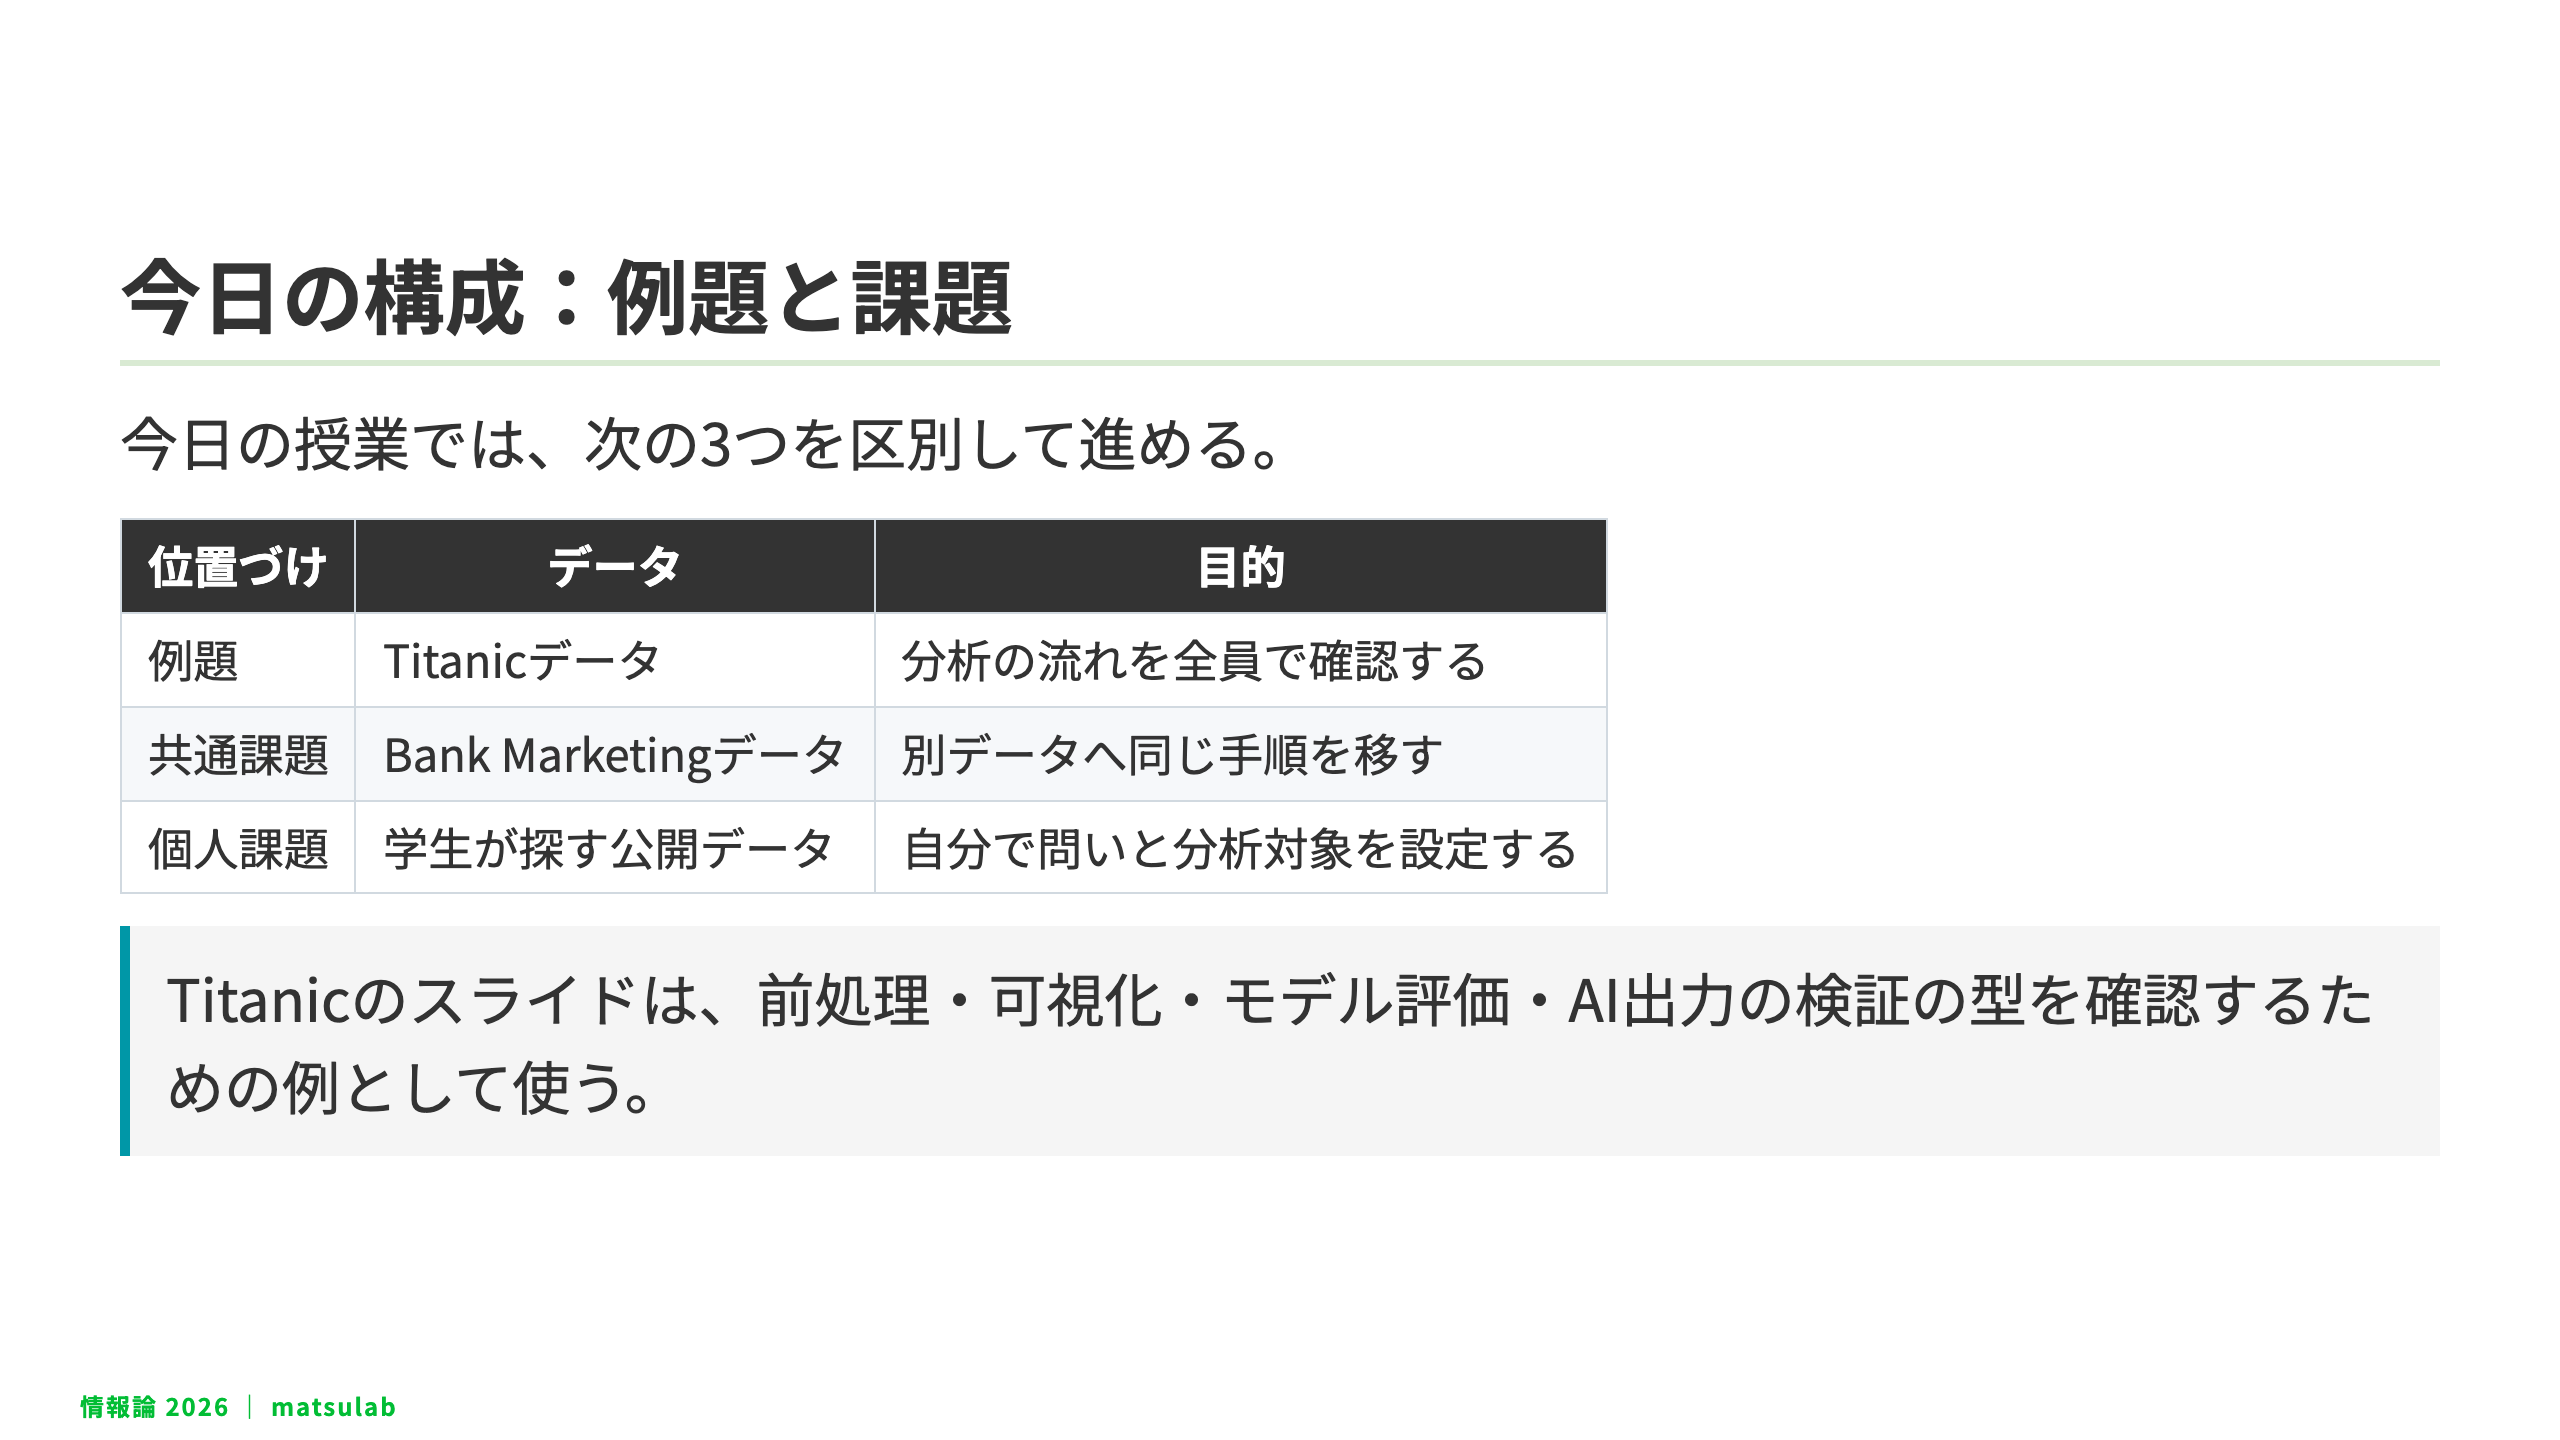 今日の構成：例題と課題
今日の授業では、次の3つを区別して進める。
位置づけ データ 目的
例題 Titanicデータ 分析の流れを全員で確認する
共通課題 Bank Marketingデータ 別データへ同じ手順を移す
個人課題 学生が探す公開データ 自分で問いと分析対象を設定する
Titanicのスライドは、前処理・可視化・モデル評価・AI出力の検証の型を確認するた
めの例として使う。
情報論 2026 ｜ matsulab